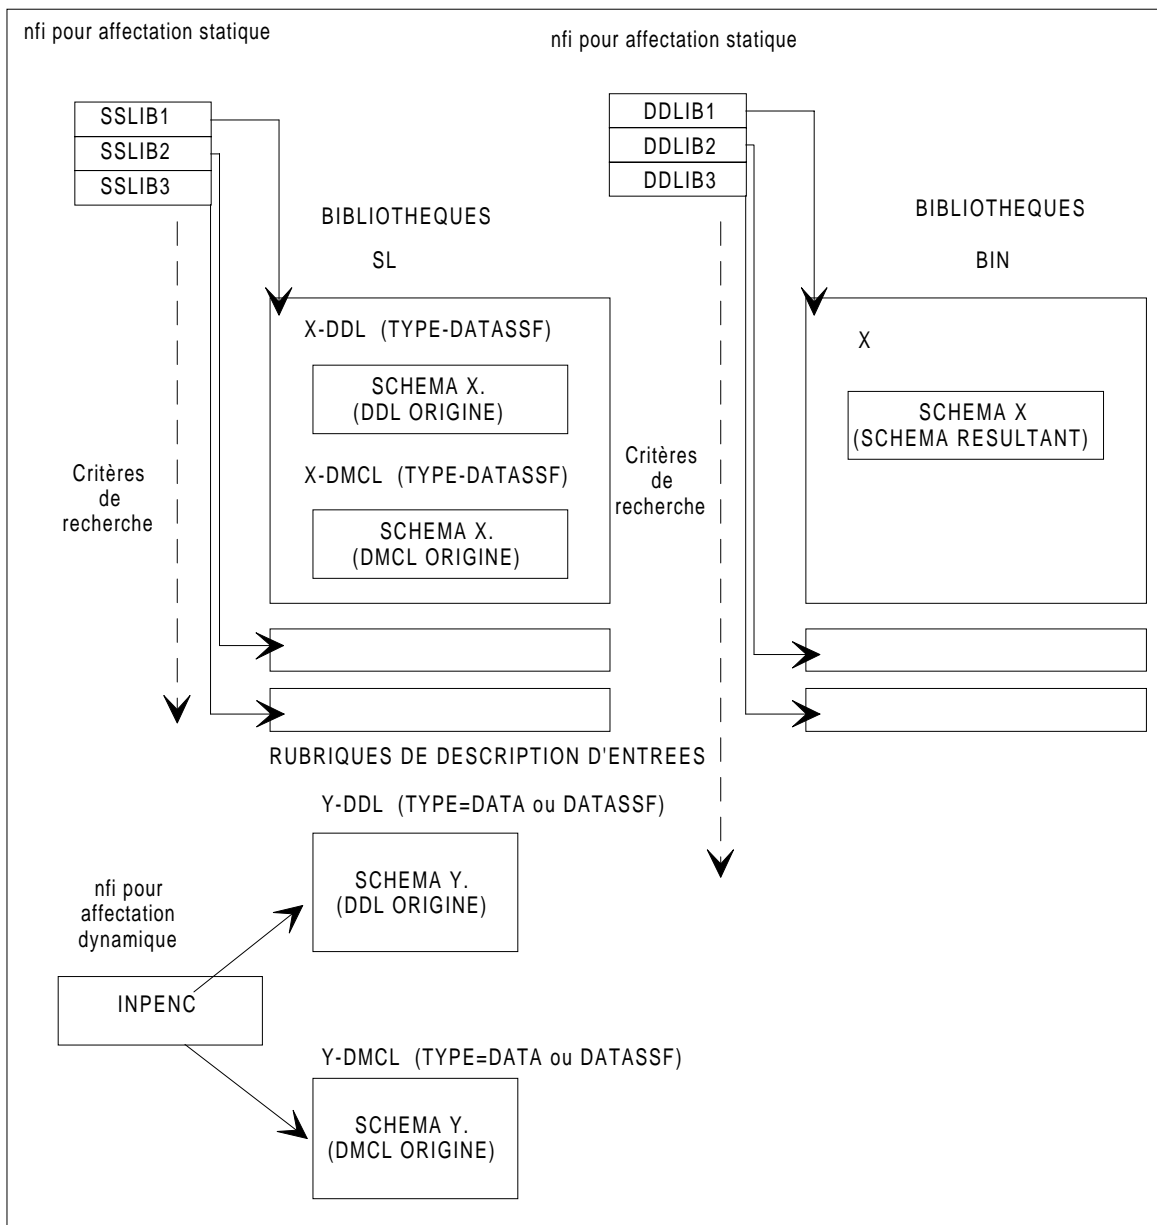 nfi pour affectation statique
SSLIB1
SSLIB2
SSLIB3
BIBLIOTHEQUES
SL
X-DDL (TYPE-DATASSF)
SCHEMA X.
(DDL ORIGINE)
X-DMCL (TYPE-DATASSF)
SCHEMA X.
(DMCL ORIGINE)
Critères
de
recherche
nfi pour affectation statique
DDLIB1
DDLIB2
DDLIB3
BIBLIOTHEQUES
BIN
X
SCHEMA X
(SCHEMA RESULTANT)
Critères
de
recherche
RUBRIQUES DE DESCRIPTION D'ENTREES
Y-DDL (TYPE=DATA ou DATASSF)
SCHEMA Y.
(DDL ORIGINE)
nfi pour
affectation
dynamique
INPENC
Y-DMCL (TYPE=DATA ou DATASSF)
SCHEMA Y.
(DMCL ORIGINE)